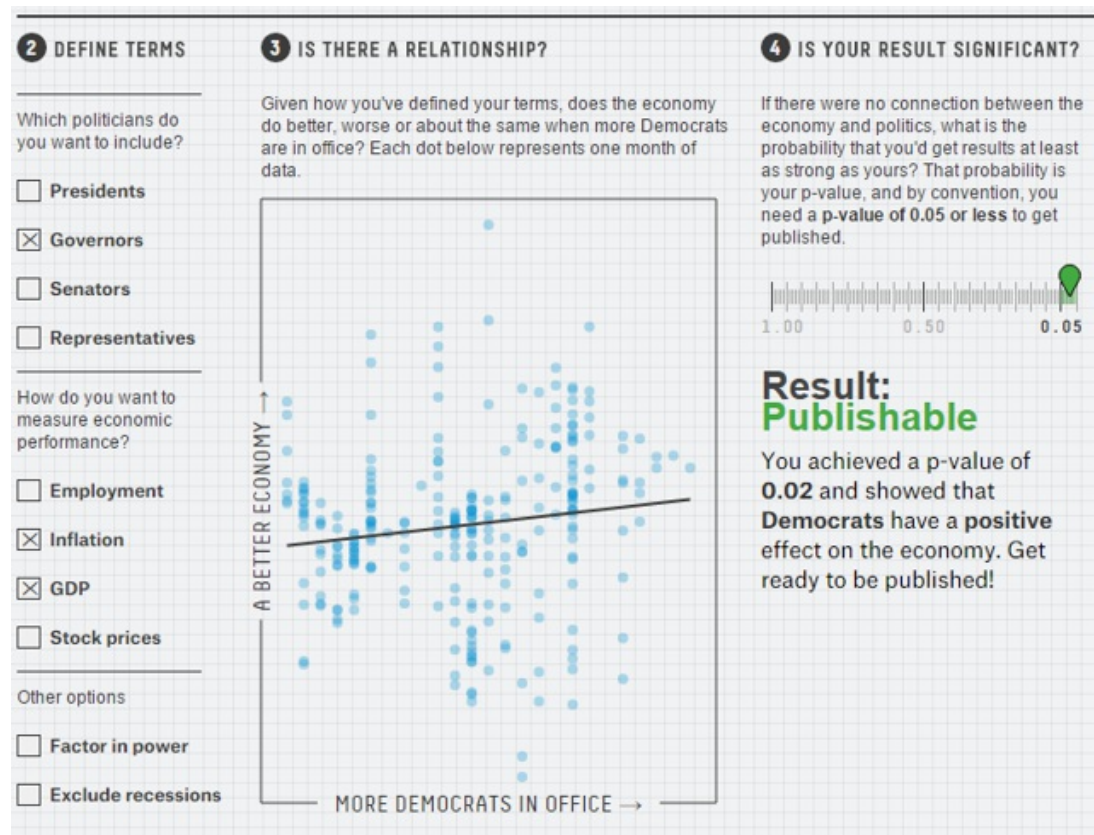 2 DEFINE TERMS
Which politicians do
you want to include?
Presidents
Governors
Senators
Representatives
How do you want to
measure economic
performance?
Employment
Inflation
GDP
Stock prices
Other options
Factor in power
Exclude recessions
3 IS THERE A RELATIONSHIP?
Given how you've defined your terms, does the economy
do better, worse or about the same when more Democrats
are in office? Each dot below represents one month of
data.
A BETTER ECONOMY →
MORE DEMOCRATS IN OFFICE →
4 IS YOUR RESULT SIGNIFICANT?
If there were no connection between the
economy and politics, what is the
probability that you'd get results at least
as strong as yours? That probability is
your p-value, and by convention, you
need a p-value of 0.05 or less to get
published.
1.00 0.50 0.05
Result:
Publishable
You achieved a p-value of
0.02 and showed that
Democrats have a positive
effect on the economy. Get
ready to be published!